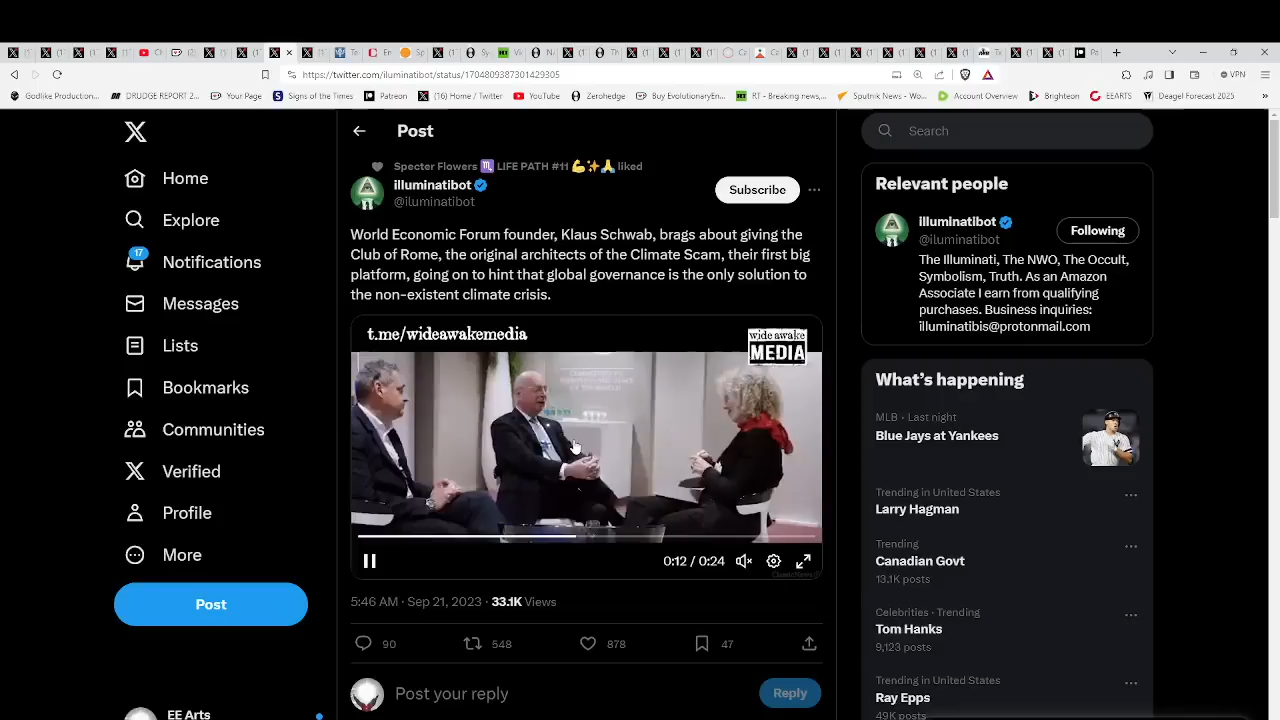 https://twitter.com/iluminatibot/status/1704809387301429305
VPN
Godlike Production...
DRUDGE REPORT 2...
Your Page
Signs of the Times
Patreon
(16) Home / Twitter
YouTube
Zerohedge
Buy EvolutionaryEn...
RT - Breaking news,...
Sputnik News - Wo...
Account Overview
Brighteon
EEARTS
Deagel Forecast 2025
Home
Explore
17
Notifications
Messages
Lists
Bookmarks
Communities
Verified
Profile
More
Post
EE Arts
Post
Specter Flowers ♏ LIFE PATH #11 💪✨🙏 liked
illuminatibot
@iluminatibot
Subscribe
World Economic Forum founder, Klaus Schwab, brags about giving the
Club of Rome, the original architects of the Climate Scam, their first big
platform, going on to hint that global governance is the only solution to
the non-existent climate crisis.
t.me/wideawakemedia
wide awake
MEDIA
0:12 / 0:24
5:46 AM · Sep 21, 2023 · 33.1K Views
90
548
878
47
Post your reply
Reply
Search
Relevant people
illuminatibot
@iluminatibot
Following
The Illuminati, The NWO, The Occult,
Symbolism, Truth. As an Amazon
Associate I earn from qualifying
purchases. Business inquiries:
illuminatibis@protonmail.com
What's happening
MLB · Last night
Blue Jays at Yankees
Trending in United States
Larry Hagman
Trending
Canadian Govt
13.1K posts
Celebrities · Trending
Tom Hanks
9,123 posts
Trending in United States
Ray Epps
49K posts